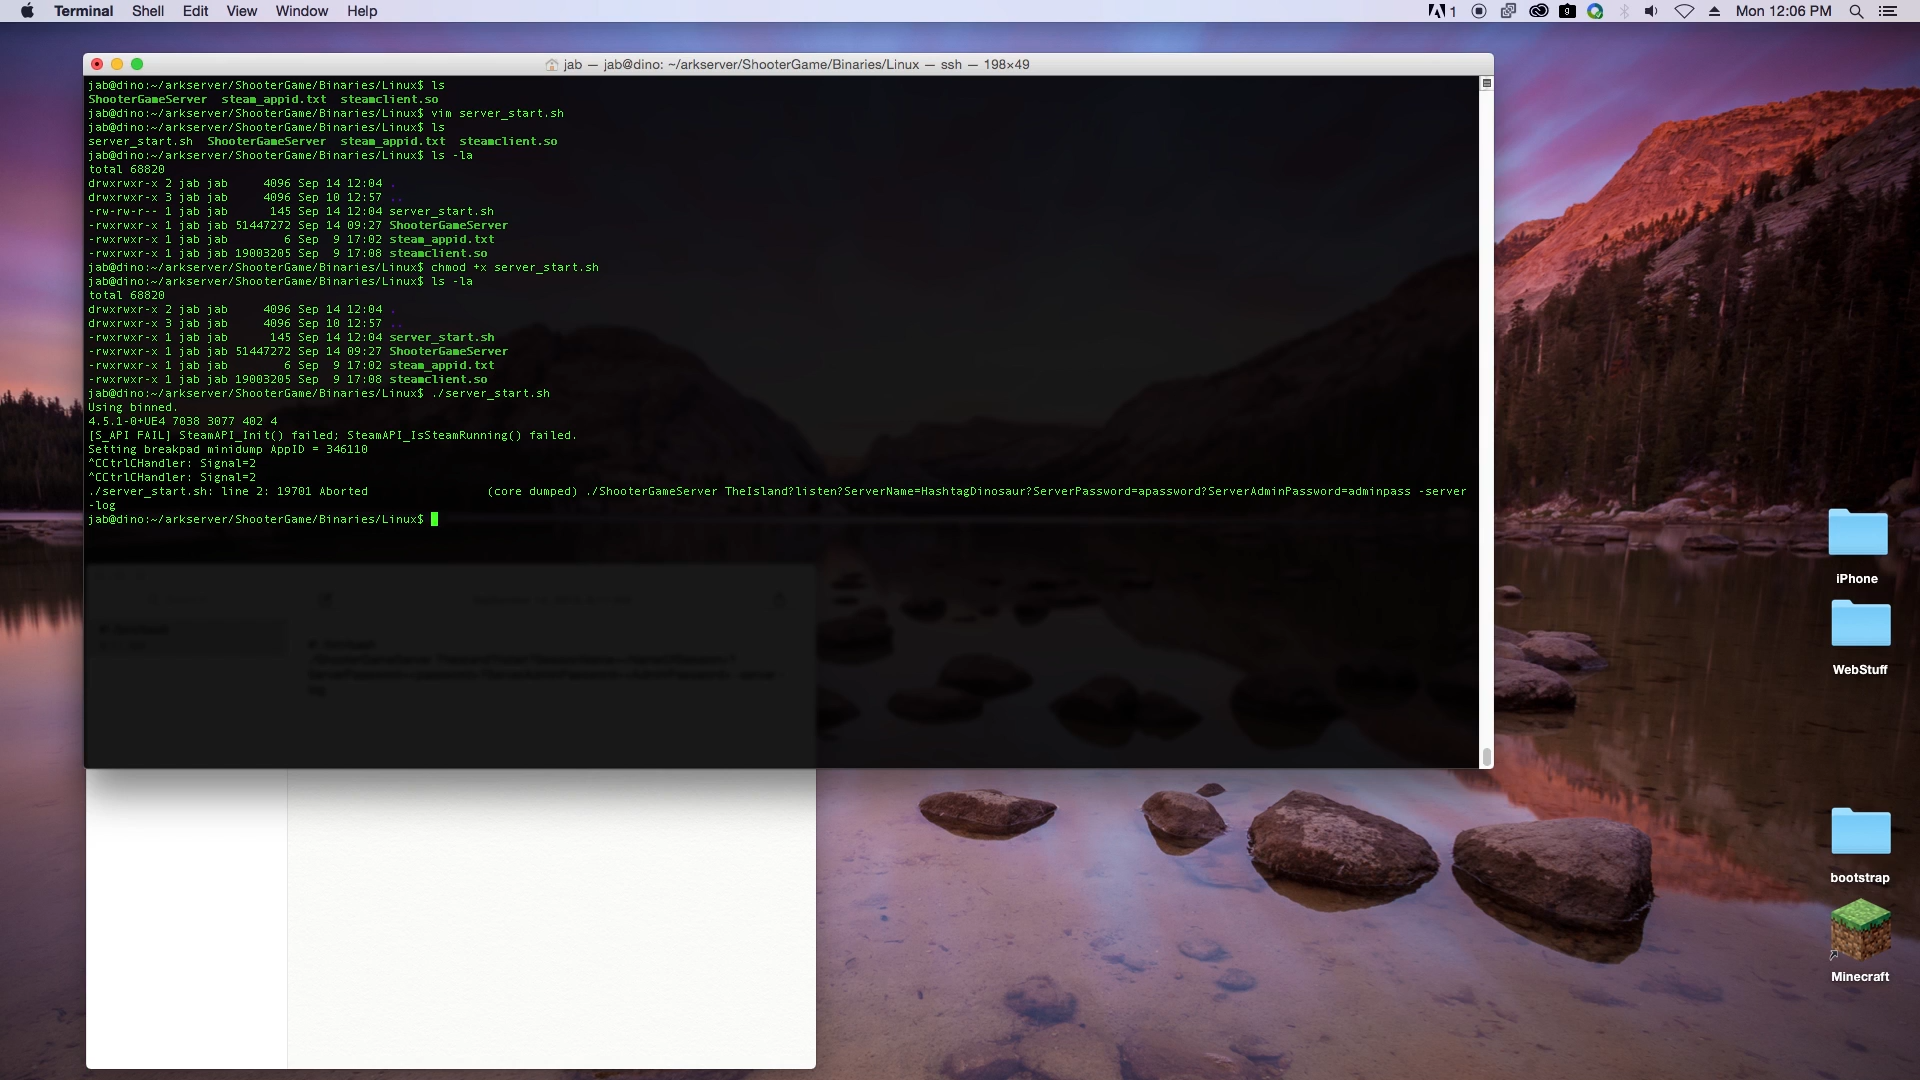 Terminal Shell Edit View Window Help 1 Mon 12:06 PM
jab — jab@dino: ~/arkserver/ShooterGame/Binaries/Linux — ssh — 198×49
jab@dino:~/arkserver/ShooterGame/Binaries/Linux$ ls
ShooterGameServer steam_appid.txt steamclient.so
jab@dino:~/arkserver/ShooterGame/Binaries/Linux$ vim server_start.sh
jab@dino:~/arkserver/ShooterGame/Binaries/Linux$ ls
server_start.sh ShooterGameServer steam_appid.txt steamclient.so
jab@dino:~/arkserver/ShooterGame/Binaries/Linux$ ls -la
total 68820
drwxrwxr-x 2 jab jab 4096 Sep 14 12:04 .
drwxrwxr-x 3 jab jab 4096 Sep 10 12:57 ..
-rw-rw-r-- 1 jab jab 145 Sep 14 12:04 server_start.sh
-rwxrwxr-x 1 jab jab 51447272 Sep 14 09:27 ShooterGameServer
-rwxrwxr-x 1 jab jab 6 Sep 9 17:02 steam_appid.txt
-rwxrwxr-x 1 jab jab 19003205 Sep 9 17:08 steamclient.so
jab@dino:~/arkserver/ShooterGame/Binaries/Linux$ chmod +x server_start.sh
jab@dino:~/arkserver/ShooterGame/Binaries/Linux$ ls -la
total 68820
drwxrwxr-x 2 jab jab 4096 Sep 14 12:04 .
drwxrwxr-x 3 jab jab 4096 Sep 10 12:57 ..
-rwxrwxr-x 1 jab jab 145 Sep 14 12:04 server_start.sh
-rwxrwxr-x 1 jab jab 51447272 Sep 14 09:27 ShooterGameServer
-rwxrwxr-x 1 jab jab 6 Sep 9 17:02 steam_appid.txt
-rwxrwxr-x 1 jab jab 19003205 Sep 9 17:08 steamclient.so
jab@dino:~/arkserver/ShooterGame/Binaries/Linux$ ./server_start.sh
Using binned.
4.5.1-0+UE4 7038 3077 402 4
[S_API FAIL] SteamAPI_Init() failed; SteamAPI_IsSteamRunning() failed.
Setting breakpad minidump AppID = 346110
^CCtrlCHandler: Signal=2
^CCtrlCHandler: Signal=2
./server_start.sh: line 2: 19701 Aborted (core dumped) ./ShooterGameServer TheIsland?listen?ServerName=HashtagDinosaur?ServerPassword=apassword?ServerAdminPassword=adminpass -server
-log
jab@dino:~/arkserver/ShooterGame/Binaries/Linux$
iPhone
WebStuff
bootstrap
Minecraft